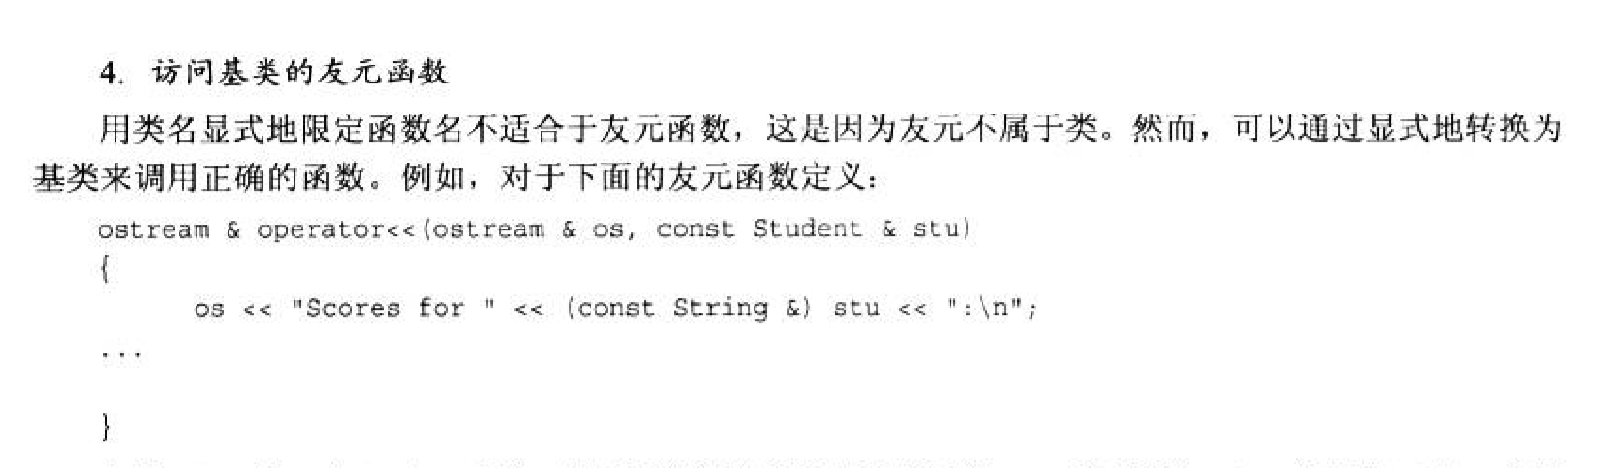 4. 访问基类的友元函数
用类名显式地限定函数名不适合于友元函数，这是因为友元不属于类。然而，可以通过显式地转换为
基类来调用正确的函数。例如，对于下面的友元函数定义：
ostream & operator<<(ostream & os, const Student & stu)
{
os << "Scores for " << (const String &) stu << ":\n";
...
}